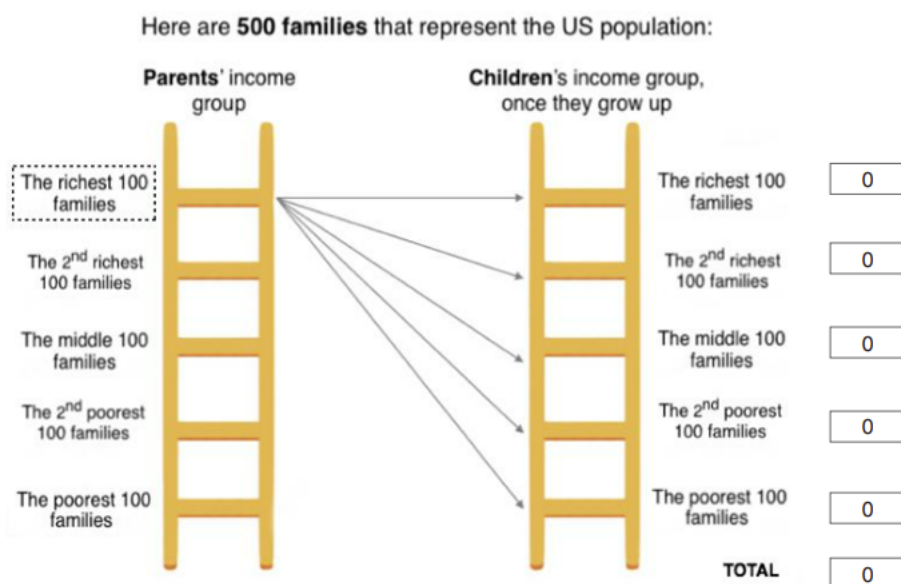 Here are 500 families that represent the US population:
Parents' income
group
Children's income group,
once they grow up
The richest 100
families
The richest 100
families
0
The 2nd richest
100 families
The 2nd richest
100 families
0
The middle 100
families
The middle 100
families
0
The 2nd poorest
100 families
The 2nd poorest
100 families
0
The poorest 100
families
The poorest 100
families
0
TOTAL
0